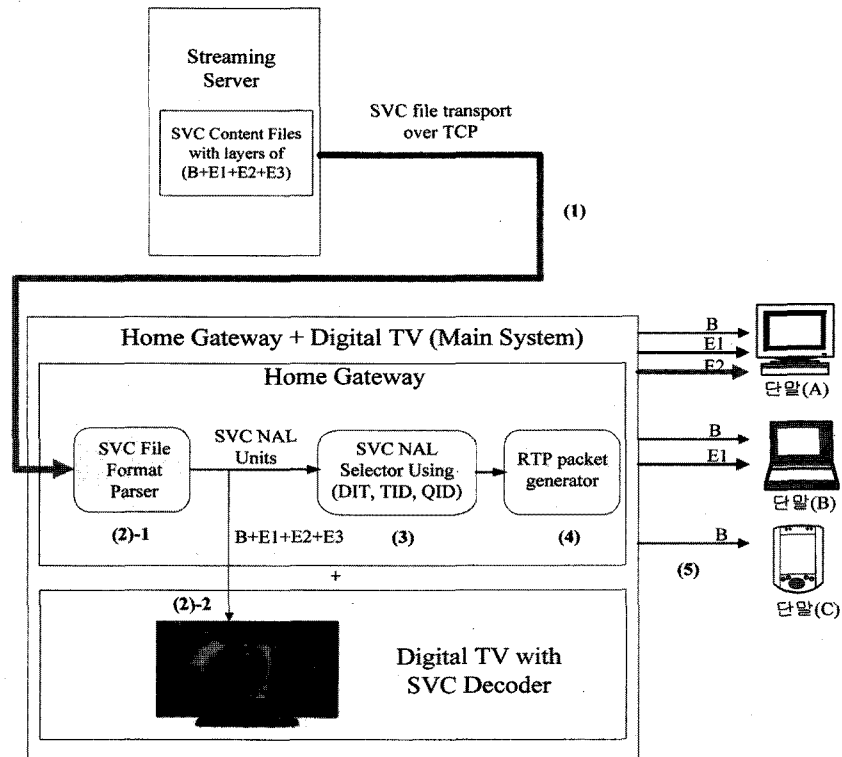 Streaming
Server
SVC Content Files
with layers of
(B+E1+E2+E3)
SVC file transport
over TCP
(1)
Home Gateway + Digital TV (Main System)
Home Gateway
SVC File
Format
Parser
(2)-1
SVC NAL
Units
SVC NAL
Selector Using
(DIT, TID, QID)
(3)
RTP packet
generator
(4)
B+E1+E2+E3
+
(2)-2
Digital TV with
SVC Decoder
B
E1
E2
단말(A)
B
E1
단말(B)
B
(5)
단말(C)